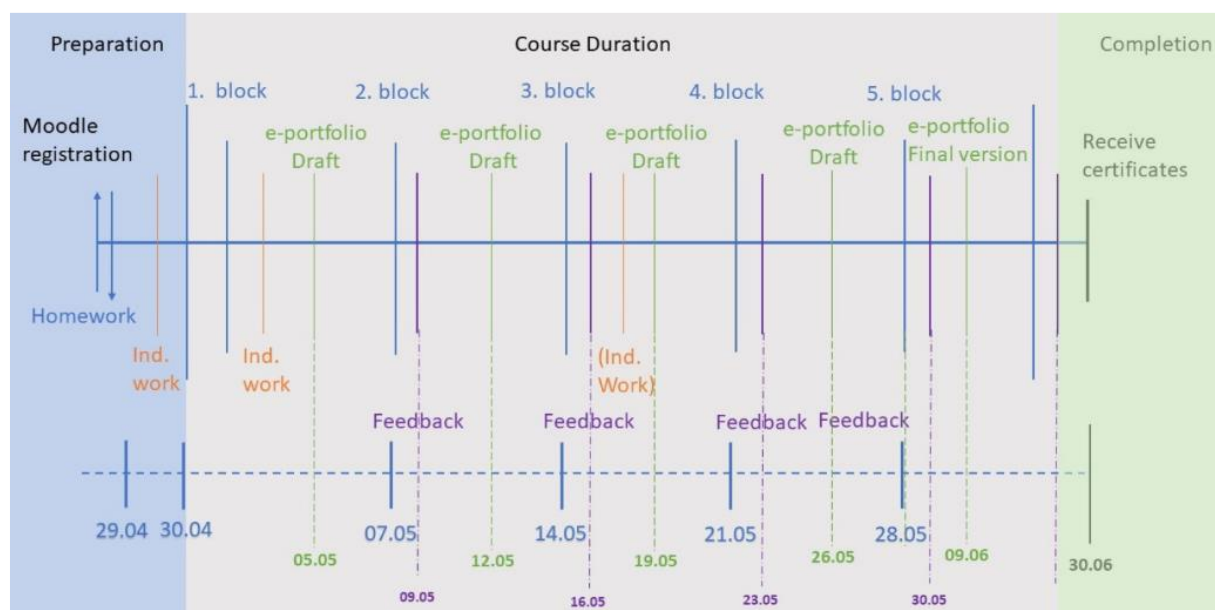 Preparation
Course Duration
Completion
1. block
2. block
3. block
4. block
5. block
Moodle
registration
e-portfolio
Draft
e-portfolio
Draft
e-portfolio
Draft
e-portfolio
Draft
e-portfolio
Final version
Receive
certificates
Homework
Ind.
work
Ind.
work
(Ind.
Work)
Feedback
Feedback
Feedback
Feedback
29.04
30.04
07.05
14.05
21.05
28.05
05.05
12.05
19.05
26.05
09.06
30.06
09.05
16.05
23.05
30.05